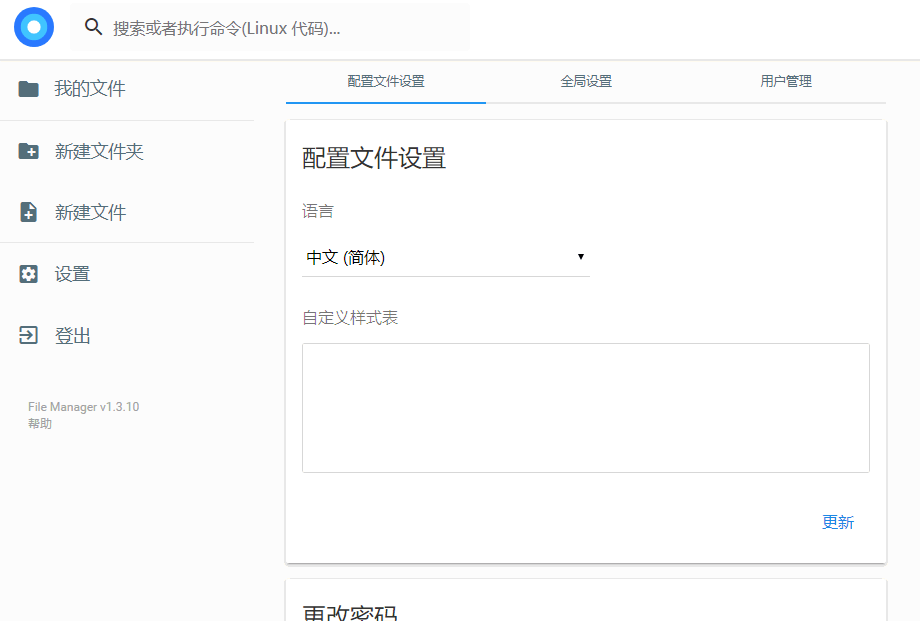 搜索或者执行命令(Linux 代码)...
我的文件
新建文件夹
新建文件
设置
登出
File Manager v1.3.10
帮助
配置文件设置
全局设置
用户管理
配置文件设置
语言
中文 (简体)
自定义样式表
更新
更改密码